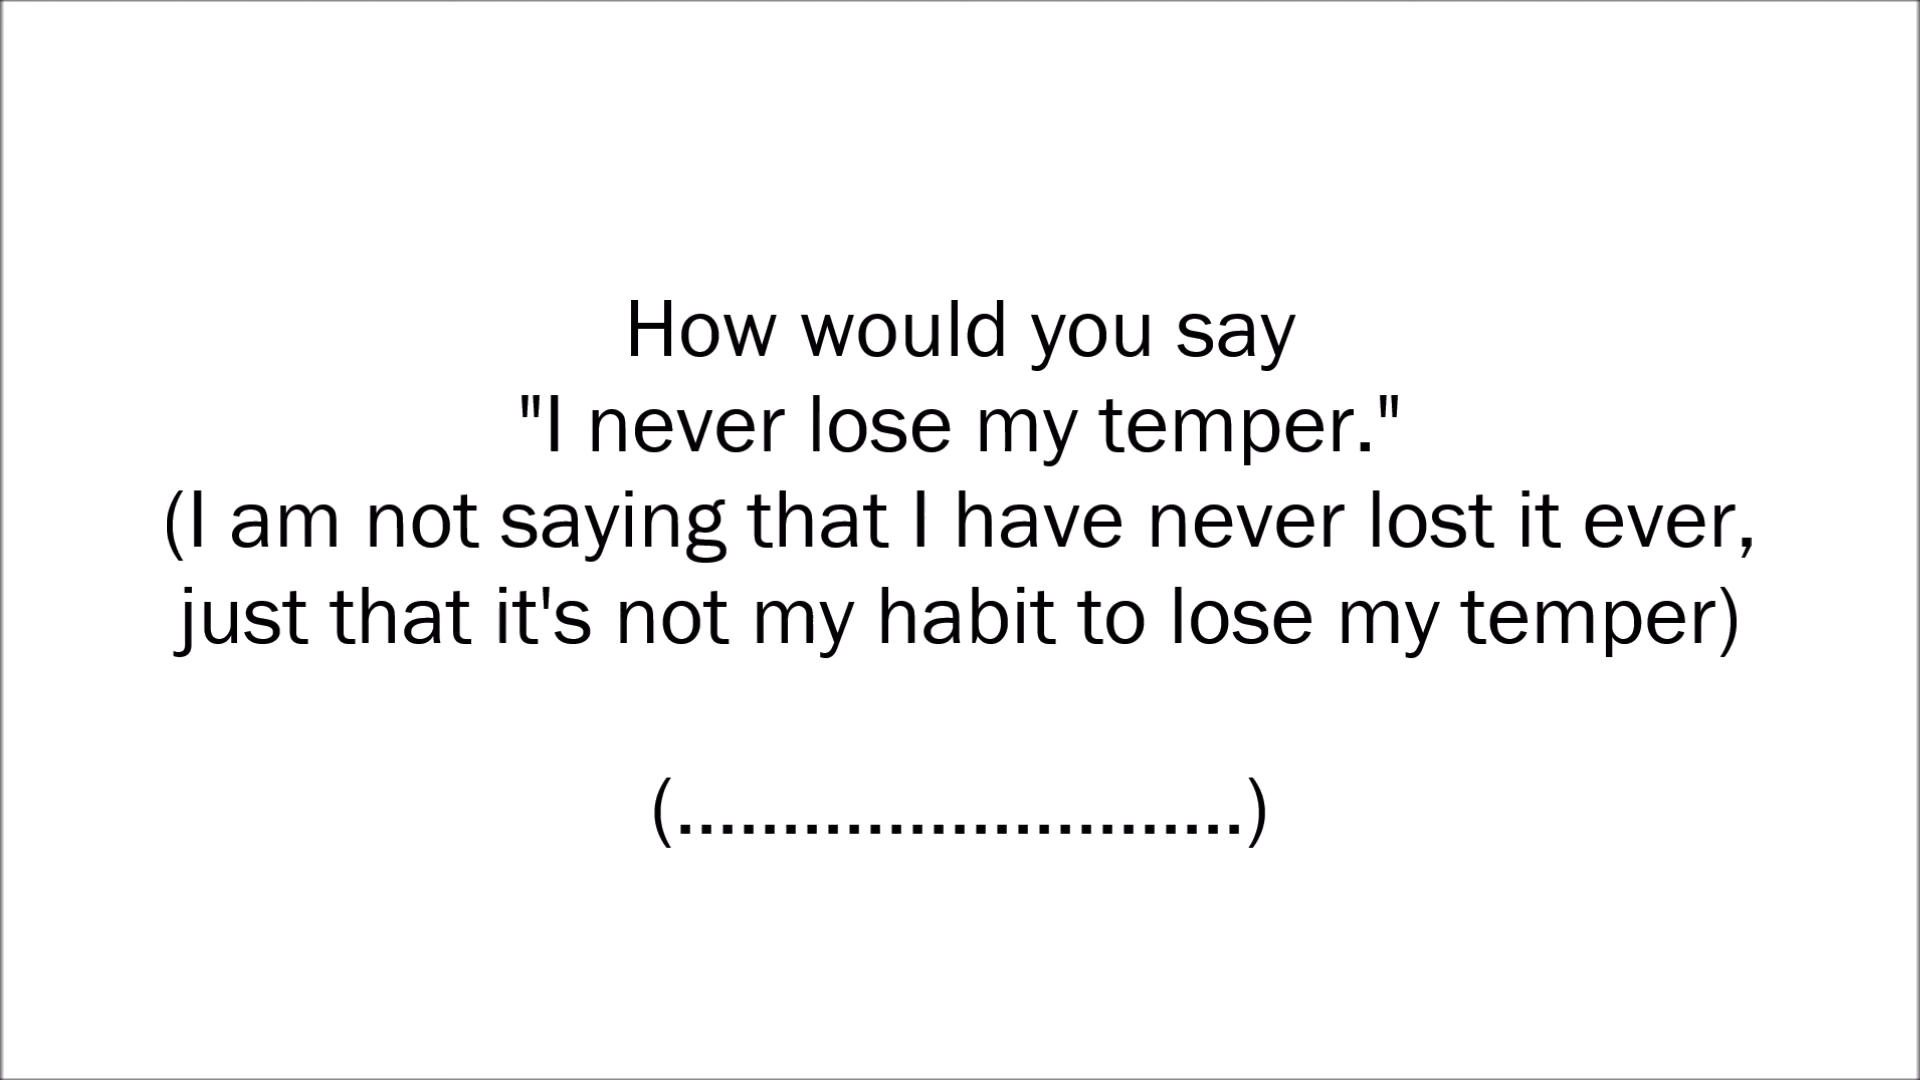 How would you say
"I never lose my temper."
(I am not saying that I have never lost it ever,
just that it's not my habit to lose my temper)
(...........................)